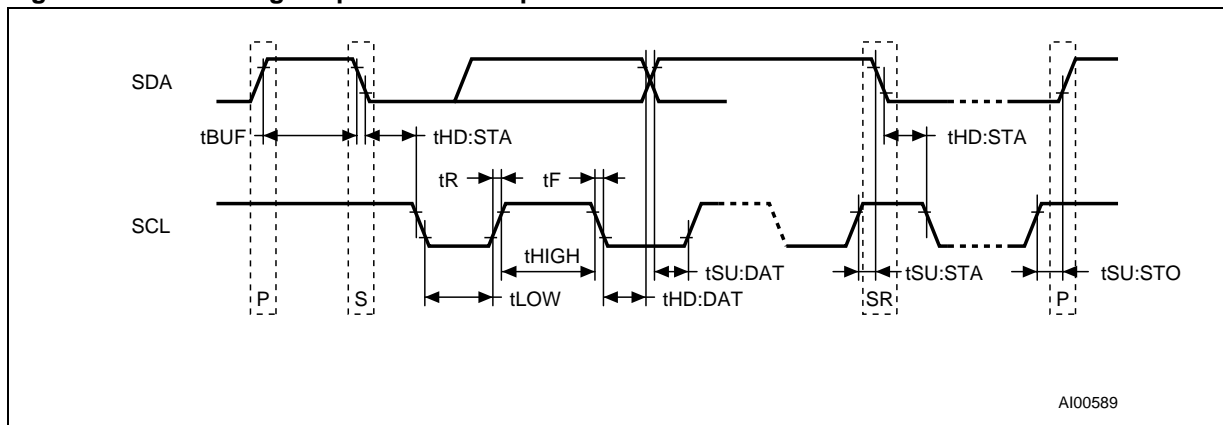 SDA
tBUF
tHD:STA
tHD:STA
tR
tF
SCL
tHIGH
tSU:DAT
tSU:STA
tSU:STO
P
S
tLOW
tHD:DAT
SR
P
AI00589